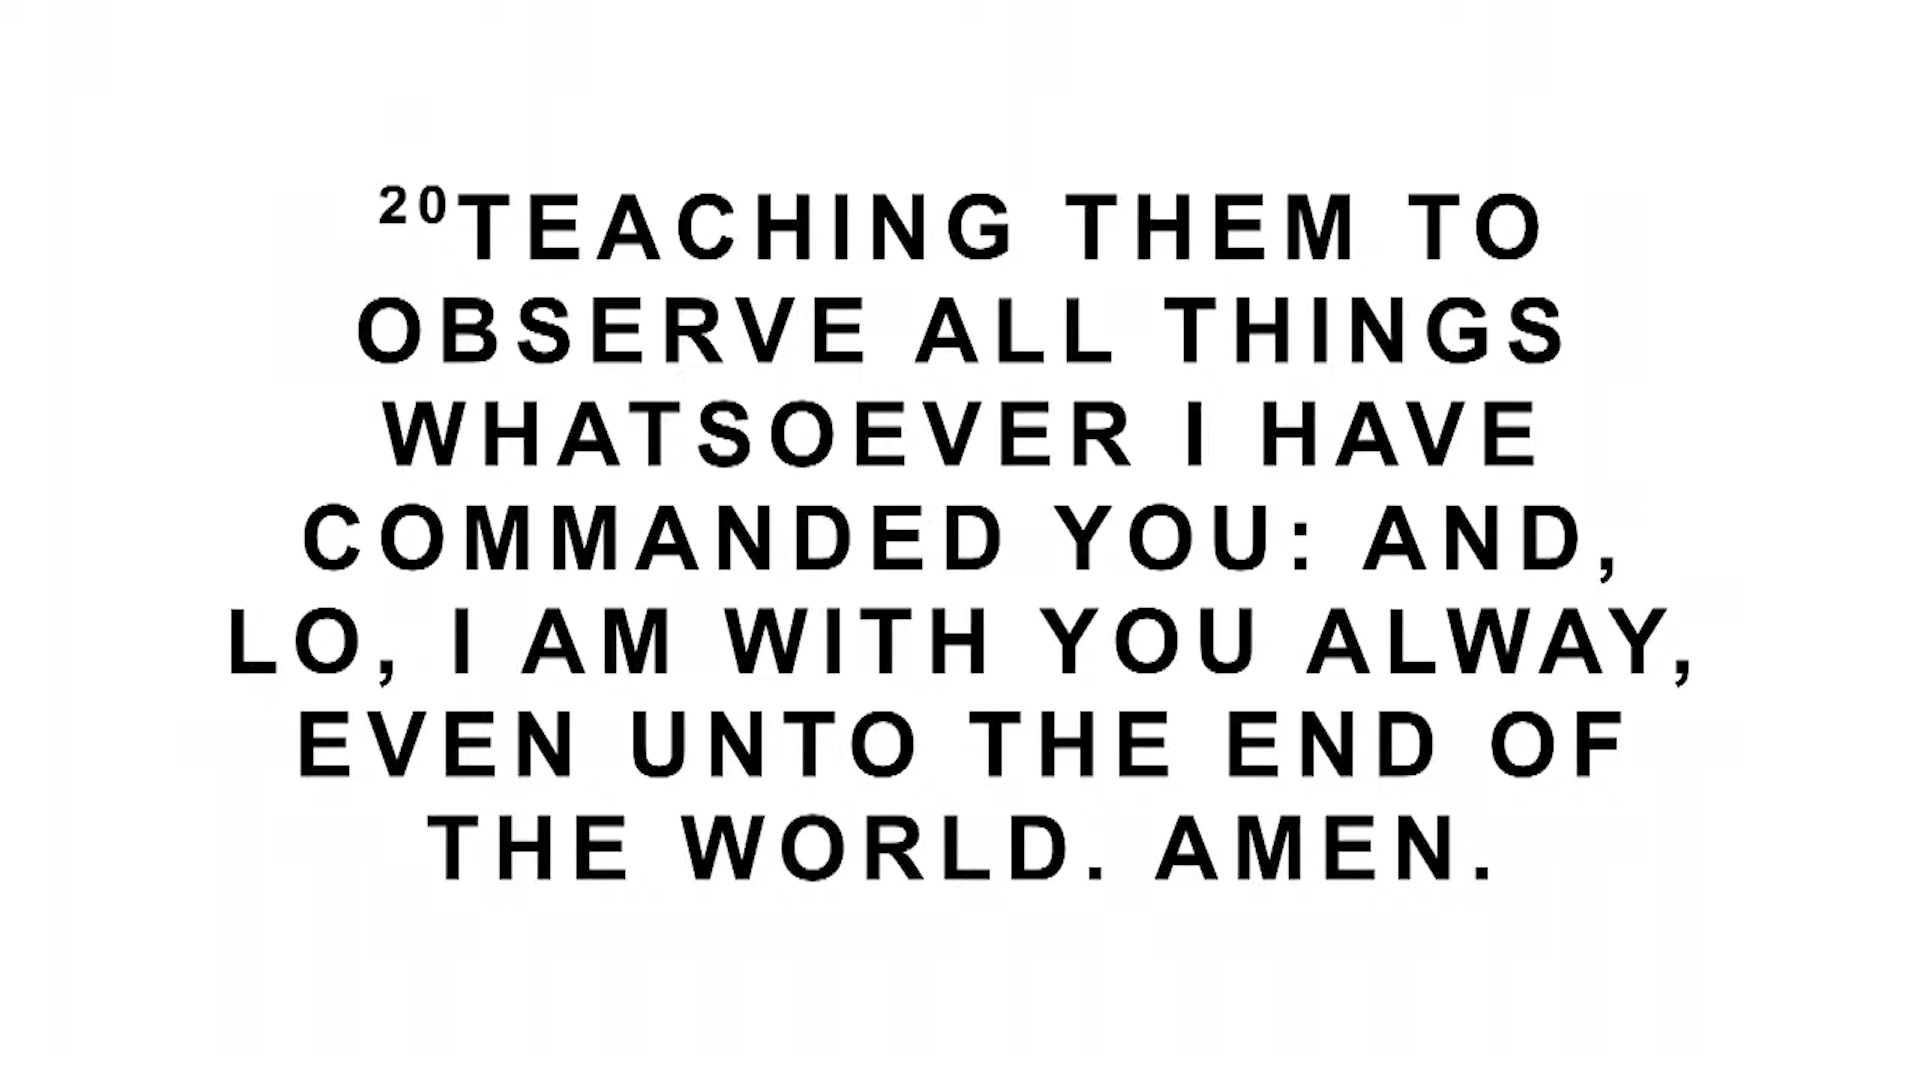 ²⁰TEACHING THEM TO
OBSERVE ALL THINGS
WHATSOEVER I HAVE
COMMANDED YOU: AND,
LO, I AM WITH YOU ALWAY,
EVEN UNTO THE END OF
THE WORLD. AMEN.